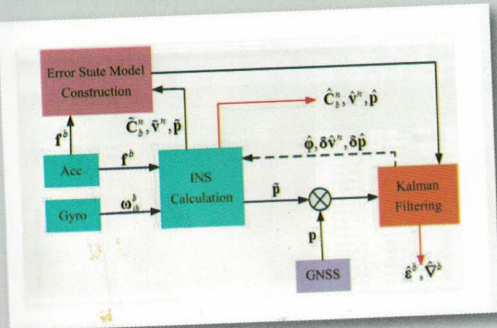 Error State Model
Construction
f^b
C̃_b^n, ṽ^n, p̃
Ĉ_b^n, v̂^n, p̂
Acc
f^b
φ̂, δv̂^n, δp̂
INS
Calculation
Gyro
ω_ib^b
p̃
Kalman
Filtering
p
GNSS
ε̂^b, ∇̂^b